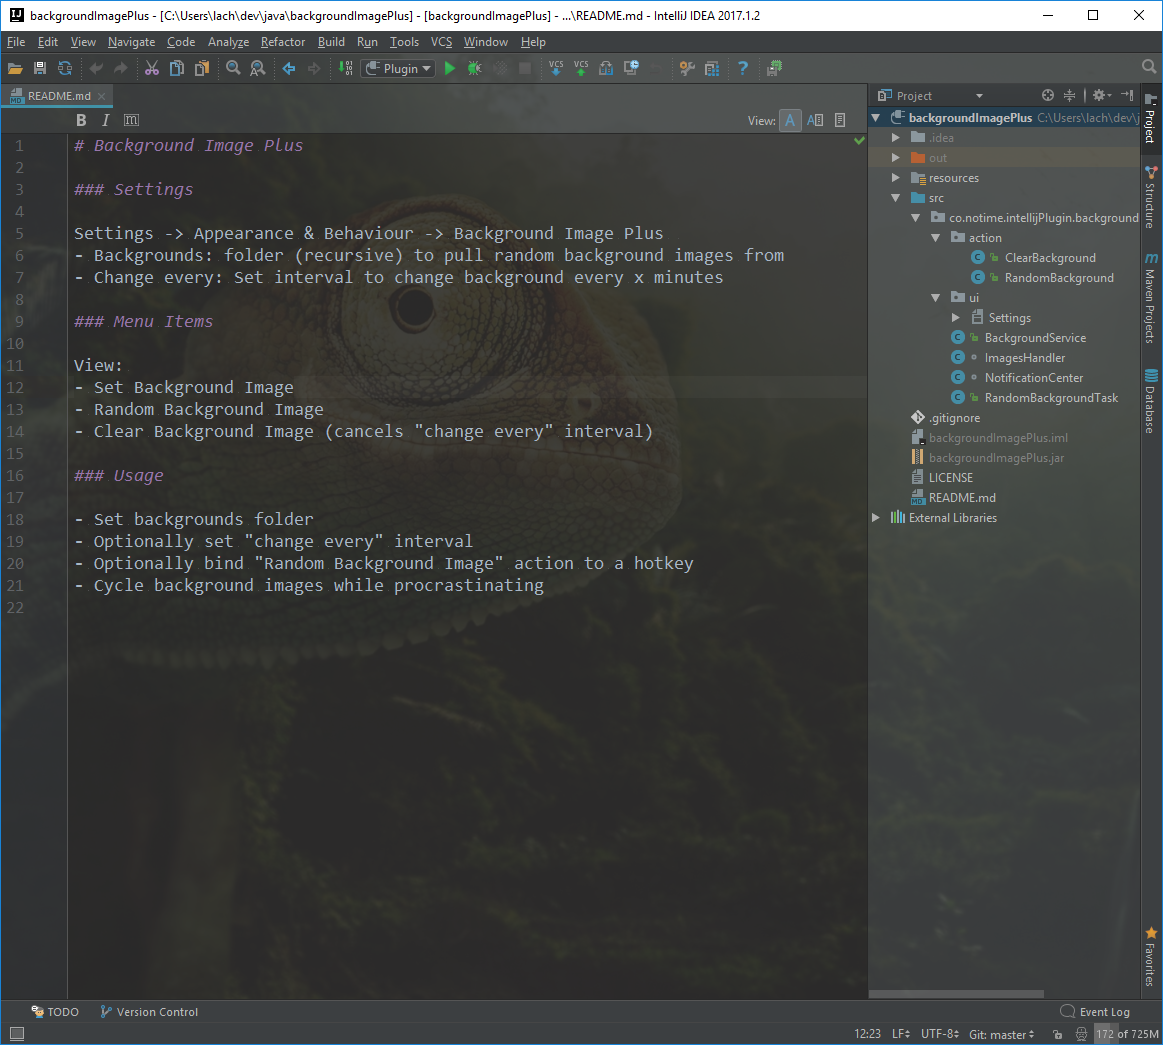 backgroundImagePlus - [C:\Users\lach\dev\java\backgroundImagePlus] - [backgroundImagePlus] - ...\README.md - IntelliJ IDEA 2017.1.2
File Edit View Navigate Code Analyze Refactor Build Run Tools VCS Window Help
Plugin VCS VCS ?
README.md
B I m View: A A
1 # Background Image Plus
2
3 ### Settings
4
5 Settings -> Appearance & Behaviour -> Background Image Plus
6 - Backgrounds: folder (recursive) to pull random background images from
7 - Change every: Set interval to change background every x minutes
8
9 ### Menu Items
10
11 View:
12 - Set Background Image
13 - Random Background Image
14 - Clear Background Image (cancels "change every" interval)
15
16 ### Usage
17
18 - Set backgrounds folder
19 - Optionally set "change every" interval
20 - Optionally bind "Random Background Image" action to a hotkey
21 - Cycle background images while procrastinating
22
Project
backgroundImagePlus C:\Users\lach\dev\j
.idea
out
resources
src
co.notime.intellijPlugin.background
action
C ClearBackground
C RandomBackground
ui
Settings
C BackgroundService
C ImagesHandler
C NotificationCenter
C RandomBackgroundTask
.gitignore
backgroundImagePlus.iml
backgroundImagePlus.jar
LICENSE
MD README.md
External Libraries
Project
Structure
m Maven Projects
Database
Favorites
TODO Version Control Event Log
12:23 LF UTF-8 Git: master 172 of 725M